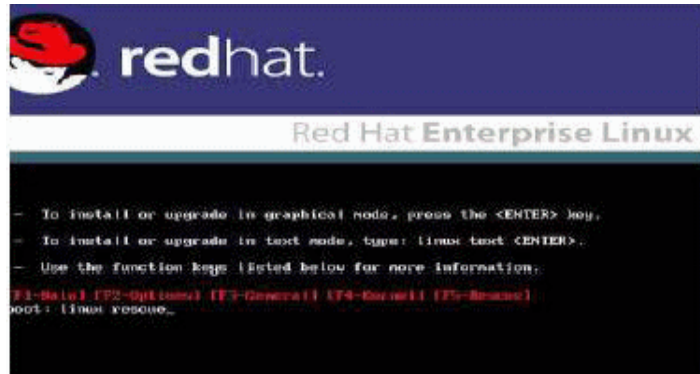 redhat.
Red Hat Enterprise Linux
- To install or upgrade in graphical mode, press the <ENTER> key.
- To install or upgrade in text mode, type: linux text <ENTER>.
- Use the function keys listed below for more information.
[F1-Main] [F2-Options] [F3-General] [F4-Kernel] [F5-Rescue]
boot: linux rescue_